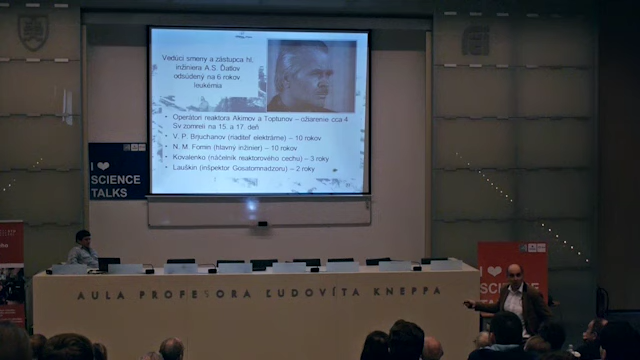 Vedúci smeny a zástupca hl.
inžiniera A.S. Ďatlov
odsúdený na 6 rokov
leukémia
• Operátori reaktora Akimov a Toptunov – ožiarenie cca 4
Sv zomreli na 15. a 17. deň
• V. P. Brjuchanov (riaditeľ elektrárne) – 10 rokov
• N. M. Fomin (hlavný inžinier) – 10 rokov
• Kovalenko (náčelník reaktorového cechu) – 3 roky
• Lauškin (inšpektor Gosatomnadzoru) – 2 roky
I ❤
SCIENCE
TALKS
I ❤
SCIENCE
TALKS
AULA PROFESORA ĽUDOVÍTA KNEPPA